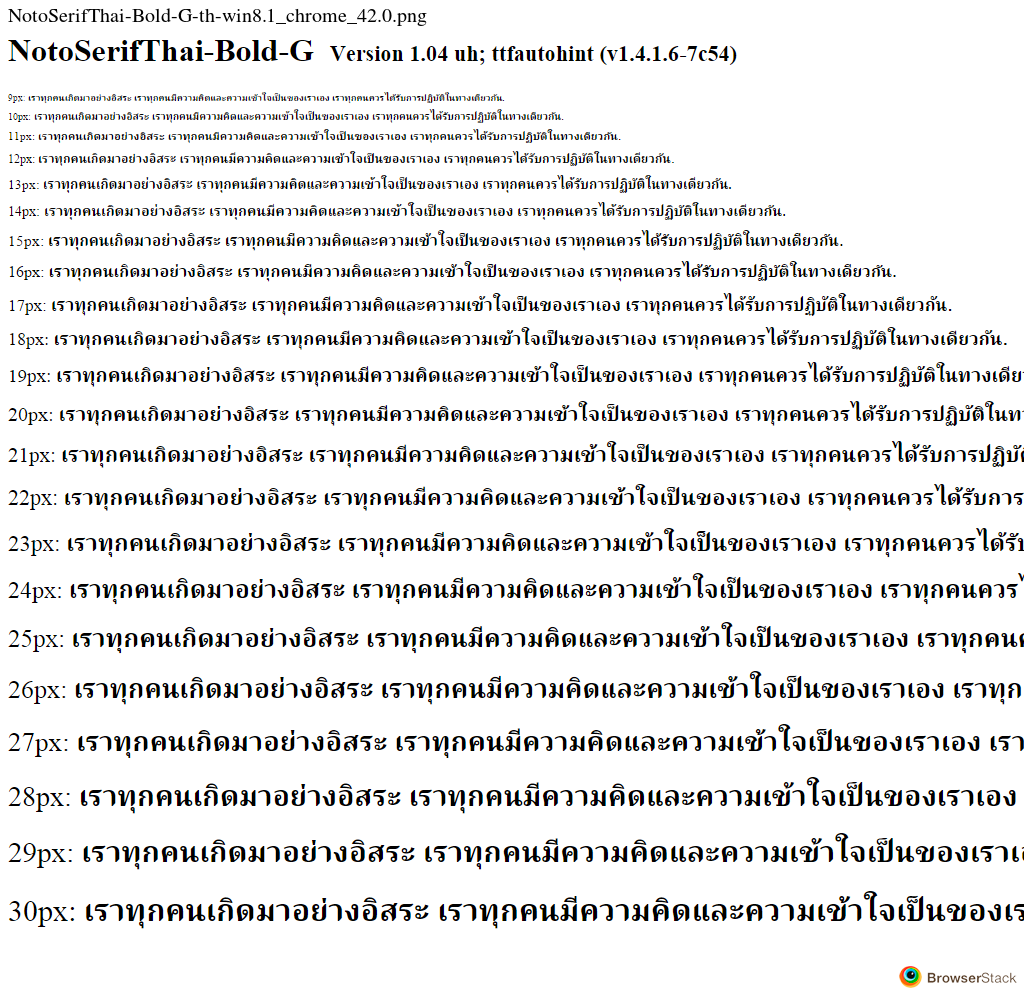 NotoSerifThai-Bold-G-th-win8.1_chrome_42.0.png
NotoSerifThai-Bold-G Version 1.04 uh; ttfautohint (v1.4.1.6-7c54)
9px: เราทุกคนเกิดมาอย่างอิสระ เราทุกคนมีความคิดและความเข้าใจเป็นของเราเอง เราทุกคนควรได้รับการปฏิบัติในทางเดียวกัน.
10px: เราทุกคนเกิดมาอย่างอิสระ เราทุกคนมีความคิดและความเข้าใจเป็นของเราเอง เราทุกคนควรได้รับการปฏิบัติในทางเดียวกัน.
11px: เราทุกคนเกิดมาอย่างอิสระ เราทุกคนมีความคิดและความเข้าใจเป็นของเราเอง เราทุกคนควรได้รับการปฏิบัติในทางเดียวกัน.
12px: เราทุกคนเกิดมาอย่างอิสระ เราทุกคนมีความคิดและความเข้าใจเป็นของเราเอง เราทุกคนควรได้รับการปฏิบัติในทางเดียวกัน.
13px: เราทุกคนเกิดมาอย่างอิสระ เราทุกคนมีความคิดและความเข้าใจเป็นของเราเอง เราทุกคนควรได้รับการปฏิบัติในทางเดียวกัน.
14px: เราทุกคนเกิดมาอย่างอิสระ เราทุกคนมีความคิดและความเข้าใจเป็นของเราเอง เราทุกคนควรได้รับการปฏิบัติในทางเดียวกัน.
15px: เราทุกคนเกิดมาอย่างอิสระ เราทุกคนมีความคิดและความเข้าใจเป็นของเราเอง เราทุกคนควรได้รับการปฏิบัติในทางเดียวกัน.
16px: เราทุกคนเกิดมาอย่างอิสระ เราทุกคนมีความคิดและความเข้าใจเป็นของเราเอง เราทุกคนควรได้รับการปฏิบัติในทางเดียวกัน.
17px: เราทุกคนเกิดมาอย่างอิสระ เราทุกคนมีความคิดและความเข้าใจเป็นของเราเอง เราทุกคนควรได้รับการปฏิบัติในทางเดียวกัน.
18px: เราทุกคนเกิดมาอย่างอิสระ เราทุกคนมีความคิดและความเข้าใจเป็นของเราเอง เราทุกคนควรได้รับการปฏิบัติในทางเดียวกัน.
19px: เราทุกคนเกิดมาอย่างอิสระ เราทุกคนมีความคิดและความเข้าใจเป็นของเราเอง เราทุกคนควรได้รับการปฏิบัติในทางเดีย
20px: เราทุกคนเกิดมาอย่างอิสระ เราทุกคนมีความคิดและความเข้าใจเป็นของเราเอง เราทุกคนควรได้รับการปฏิบัติในท
21px: เราทุกคนเกิดมาอย่างอิสระ เราทุกคนมีความคิดและความเข้าใจเป็นของเราเอง เราทุกคนควรได้รับการปฏิบัติ
22px: เราทุกคนเกิดมาอย่างอิสระ เราทุกคนมีความคิดและความเข้าใจเป็นของเราเอง เราทุกคนควรได้รับการ
23px: เราทุกคนเกิดมาอย่างอิสระ เราทุกคนมีความคิดและความเข้าใจเป็นของเราเอง เราทุกคนควรได้รับ
24px: เราทุกคนเกิดมาอย่างอิสระ เราทุกคนมีความคิดและความเข้าใจเป็นของเราเอง เราทุกคนควร
25px: เราทุกคนเกิดมาอย่างอิสระ เราทุกคนมีความคิดและความเข้าใจเป็นของเราเอง เราทุกคน
26px: เราทุกคนเกิดมาอย่างอิสระ เราทุกคนมีความคิดและความเข้าใจเป็นของเราเอง เราทุก
27px: เราทุกคนเกิดมาอย่างอิสระ เราทุกคนมีความคิดและความเข้าใจเป็นของเราเอง เรา
28px: เราทุกคนเกิดมาอย่างอิสระ เราทุกคนมีความคิดและความเข้าใจเป็นของเราเอง
29px: เราทุกคนเกิดมาอย่างอิสระ เราทุกคนมีความคิดและความเข้าใจเป็นของเราเ
30px: เราทุกคนเกิดมาอย่างอิสระ เราทุกคนมีความคิดและความเข้าใจเป็นของเร
BrowserStack